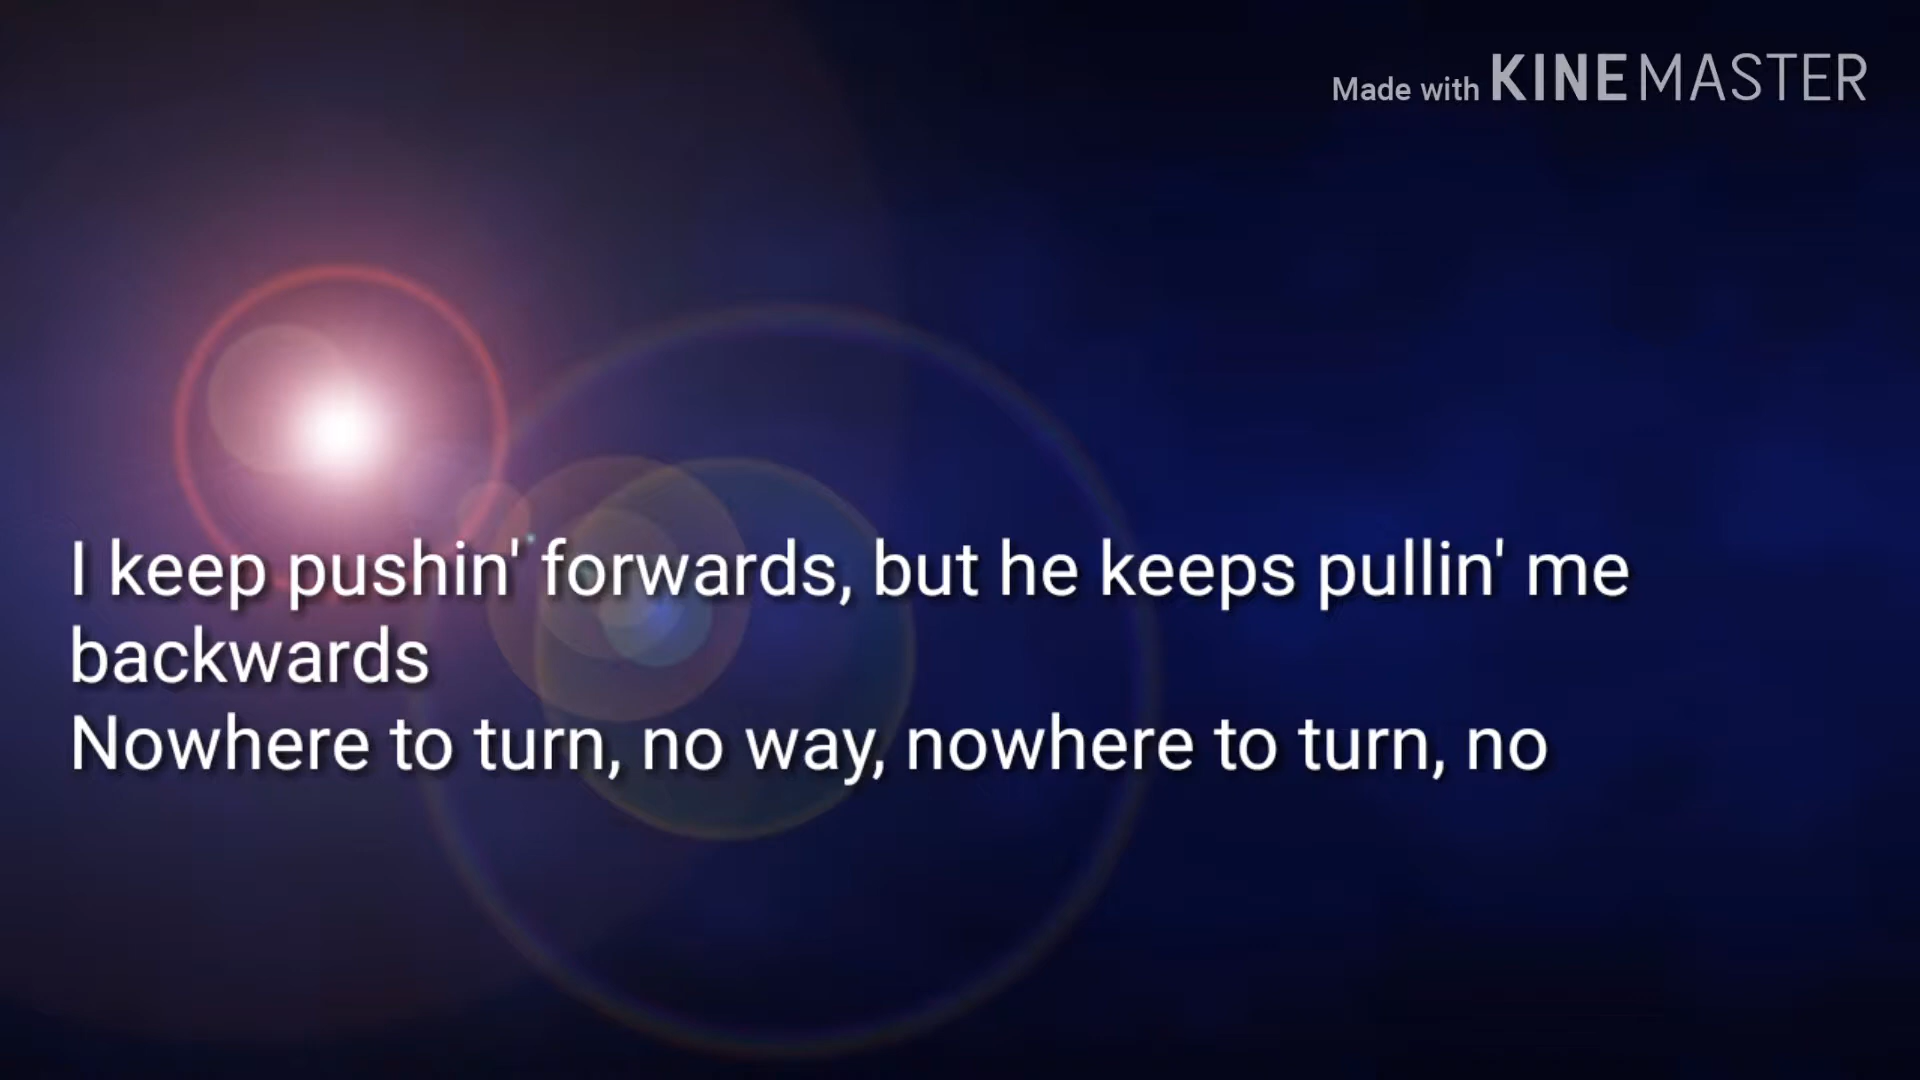 Made with KINEMASTER
I keep pushin' forwards, but he keeps pullin' me
backwards
Nowhere to turn, no way, nowhere to turn, no